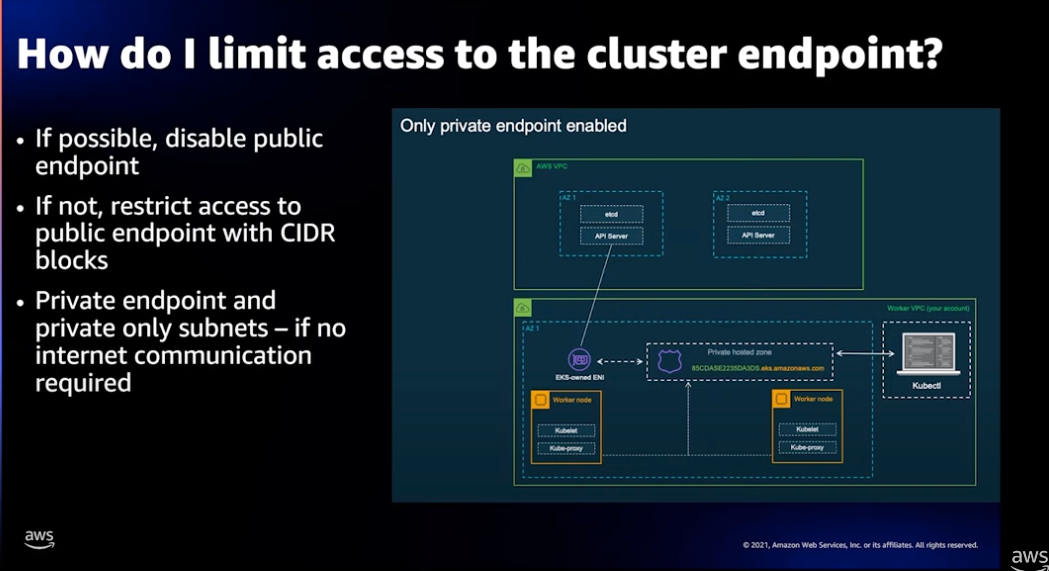 How do I limit access to the cluster endpoint?
• If possible, disable public
endpoint
• If not, restrict access to
public endpoint with CIDR
blocks
• Private endpoint and
private only subnets – if no
internet communication
required
Only private endpoint enabled
AWS VPC
AZ 1
etcd
API Server
AZ 2
etcd
API Server
Worker VPC (your account)
AZ 1
EKS-owned ENI
Private hosted zone
85CDASE2235DA3DS.eks.amazonaws.com
Kubectl
Worker node
Kubelet
Kube-proxy
Worker node
Kubelet
Kube-proxy
aws
© 2021, Amazon Web Services, Inc. or its affiliates. All rights reserved.
aws